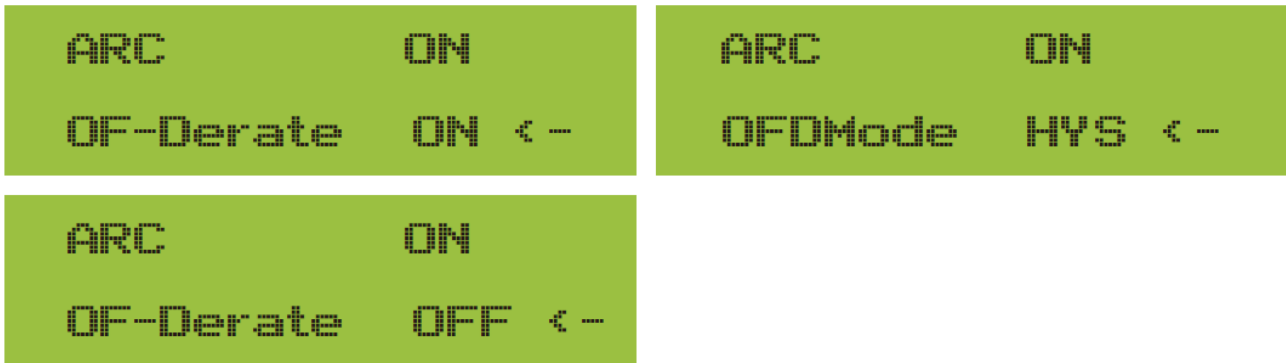 ARC ON
OF-Derate ON <-
ARC ON
OFDMode HYS <-
ARC ON
OF-Derate OFF <-